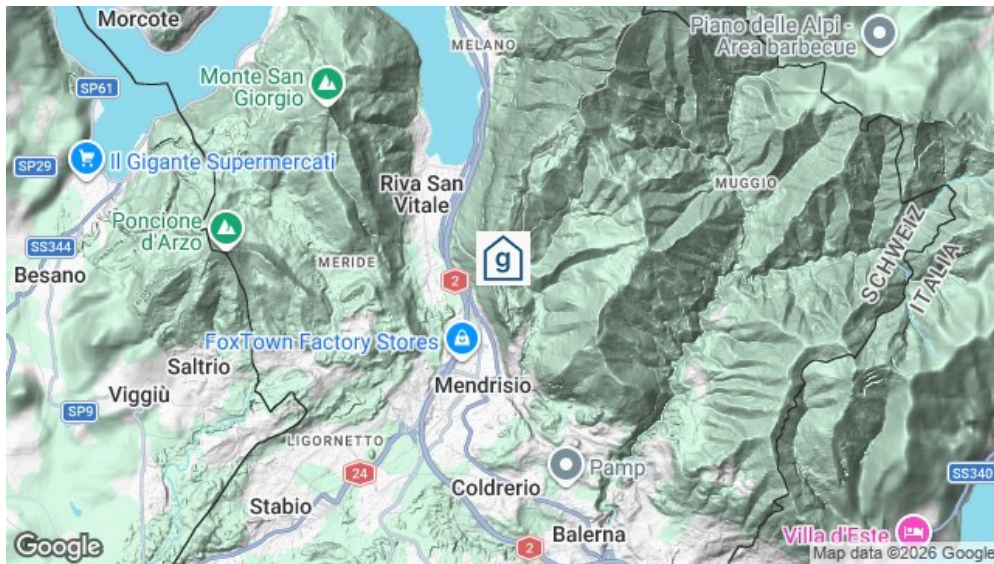 Morcote
MELANO
Piano delle Alpi -
Area barbecue
Monte San
Giorgio
SP61
SP29
Il Gigante Supermercati
Riva San
Vitale
MUGGIO
Poncione
d'Arzo
SS344
MERIDE
Besano
g
2
SCHWEIZ
ITALIA
FoxTown Factory Stores
Saltrio
Mendrisio
Viggiù
SP9
LIGORNETTO
24
Pamp
SS340
Coldrerio
Stabio
Balerna
Villa d'Este
2
Google
Map data ©2026 Google